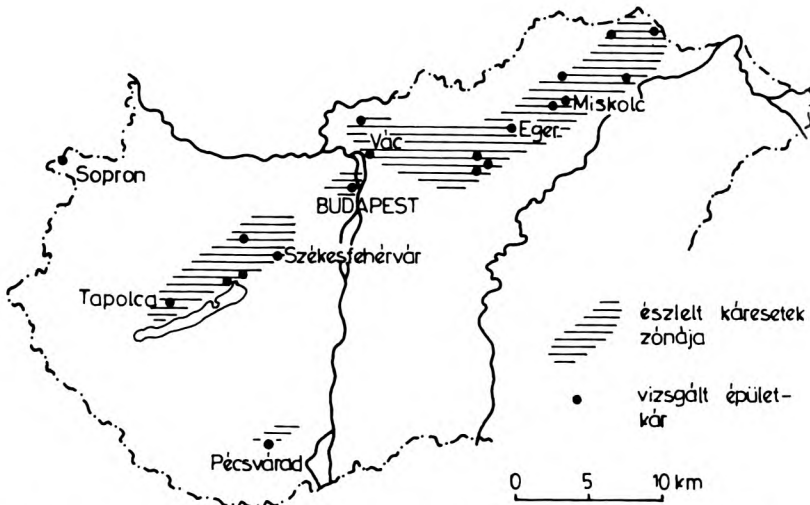 Miskolc
Eger
Vác
Sopron
BUDAPEST
Székesfehérvár
Tapolca
észlelt káresetek
zónája
vizsgált épület-
kár
Pécsvárad
0 5 10 km